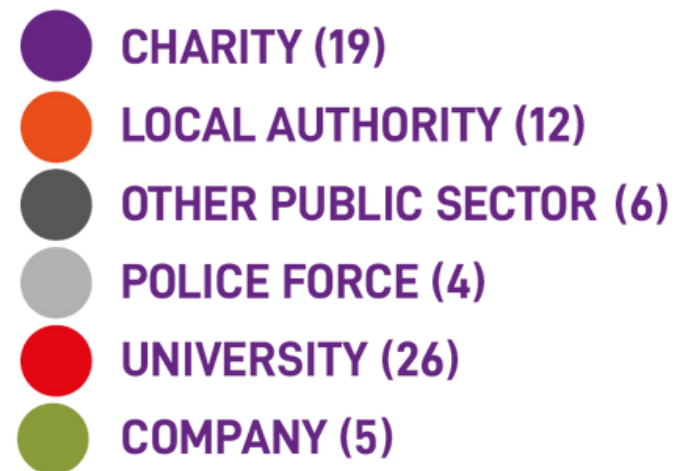 CHARITY (19)
LOCAL AUTHORITY (12)
OTHER PUBLIC SECTOR (6)
POLICE FORCE (4)
UNIVERSITY (26)
COMPANY (5)